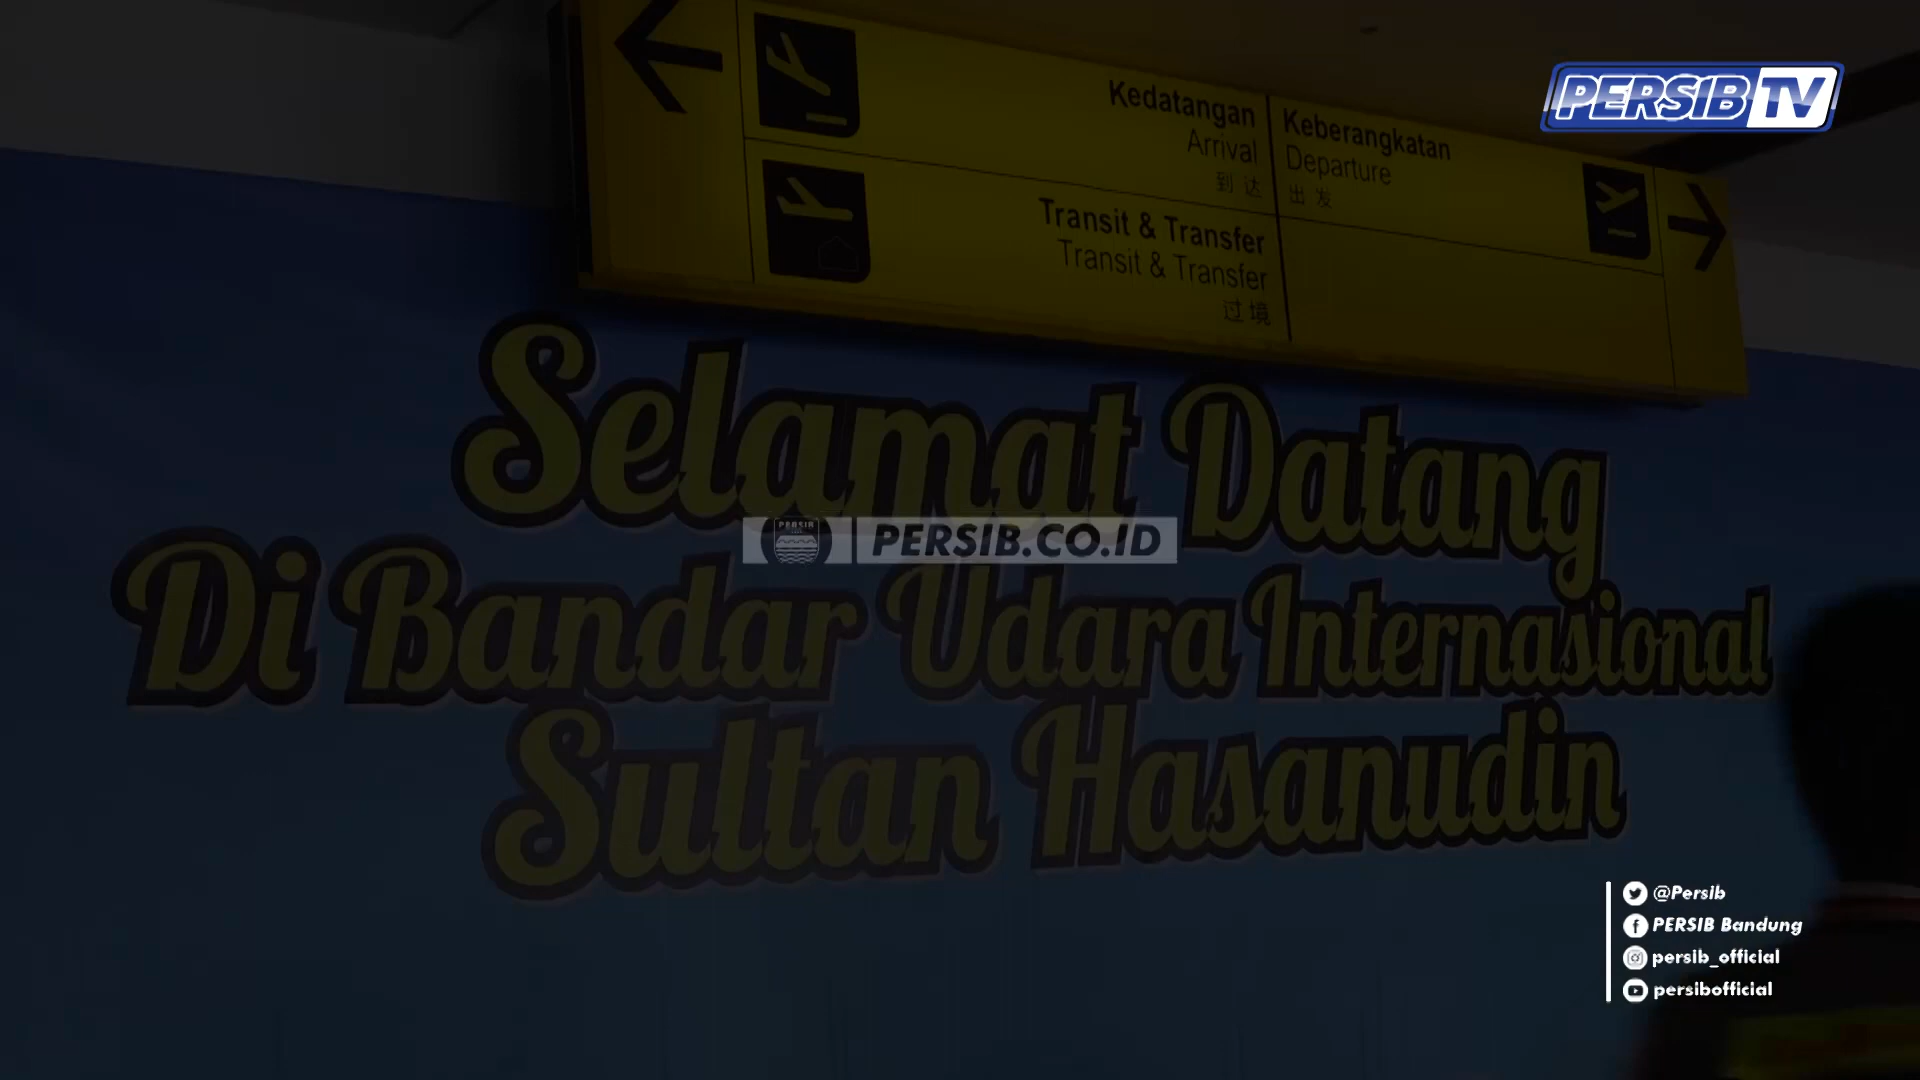 PERSIB TV
Kedatangan
Arrival
到达
Keberangkatan
Departure
出发
Transit & Transfer
Transit & Transfer
过境
Selamat Datang
PERSIB
PERSIB.CO.ID
Di Bandar Udara Internasional
Sultan Hasanudin
@Persib
PERSIB Bandung
persib_official
persibofficial